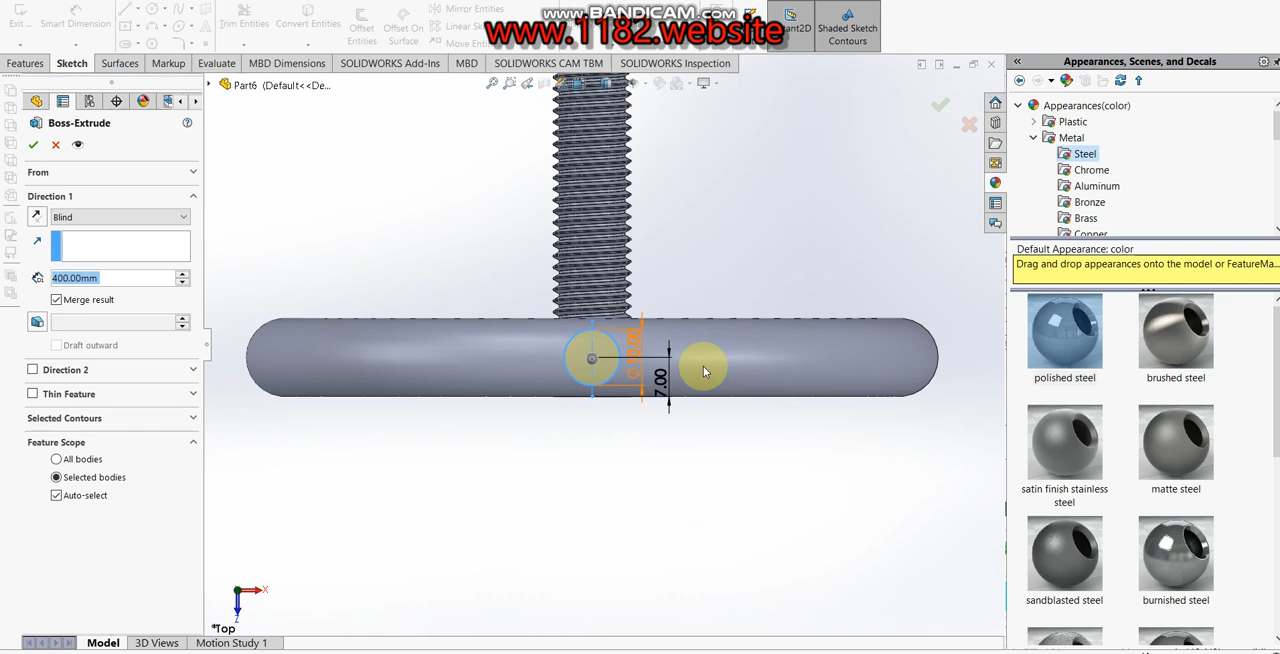 www.BANDICAM.com
www.1182.website
Exit ...
Smart Dimension
Trim Entities
Convert Entities
Offset Entities
Offset On Surface
Mirror Entities
Linear Sk
Move Ent
Shaded Sketch Contours
Features
Sketch
Surfaces
Markup
Evaluate
MBD Dimensions
SOLIDWORKS Add-Ins
MBD
SOLIDWORKS CAM TBM
SOLIDWORKS Inspection
Part6 (Default<<De...
Boss-Extrude
From
Direction 1
Blind
400.00mm
Merge result
Draft outward
Direction 2
Thin Feature
Selected Contours
Feature Scope
All bodies
Selected bodies
Auto-select
7.00
X
Z
*Top
Model
3D Views
Motion Study 1
Appearances, Scenes, and Decals
Appearances(color)
Plastic
Metal
Steel
Chrome
Aluminum
Bronze
Brass
Copper
Default Appearance: color
Drag and drop appearances onto the model or FeatureMa...
polished steel
brushed steel
satin finish stainless
steel
matte steel
sandblasted steel
burnished steel